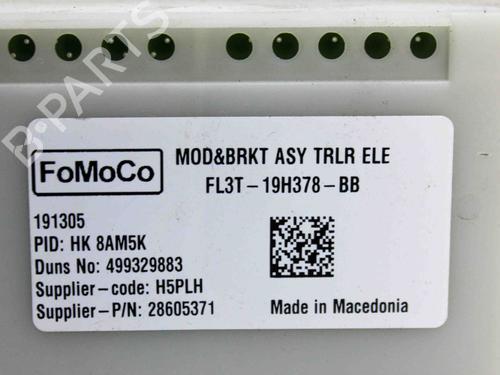 B-PARTS
FoMoCo
MOD&BRKT ASY TRLR ELE
FL3T-19H378-BB
191305
PID: HK 8AM5K
Duns No: 499329883
Supplier-code: H5PLH
Supplier-P/N: 28605371
Made in Macedonia